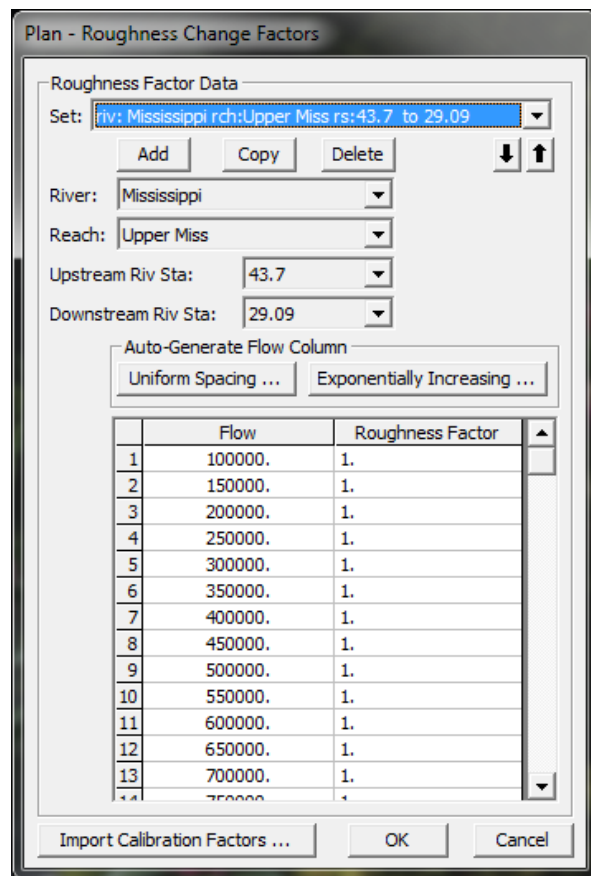 Plan - Roughness Change Factors
Roughness Factor Data
Set: riv: Mississippi rch:Upper Miss rs:43.7 to 29.09
Add Copy Delete
River: Mississippi
Reach: Upper Miss
Upstream Riv Sta: 43.7
Downstream Riv Sta: 29.09
Auto-Generate Flow Column
Uniform Spacing ... Exponentially Increasing ...
Flow Roughness Factor
1 100000. 1.
2 150000. 1.
3 200000. 1.
4 250000. 1.
5 300000. 1.
6 350000. 1.
7 400000. 1.
8 450000. 1.
9 500000. 1.
10 550000. 1.
11 600000. 1.
12 650000. 1.
13 700000. 1.
14 750000. 1.
Import Calibration Factors ... OK Cancel